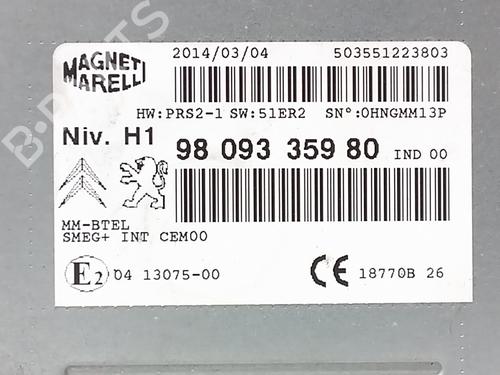 MAGNETI MARELLI
2014/03/04 503551223803
HW:PRS2-1 SW:51ER2 SN°:0HNGMM13P
Niv. H1 98 093 359 80 IND 00
MM-BTEL
SMEG+ INT CEM00
E2 04 13075-00 CE 18770B 26